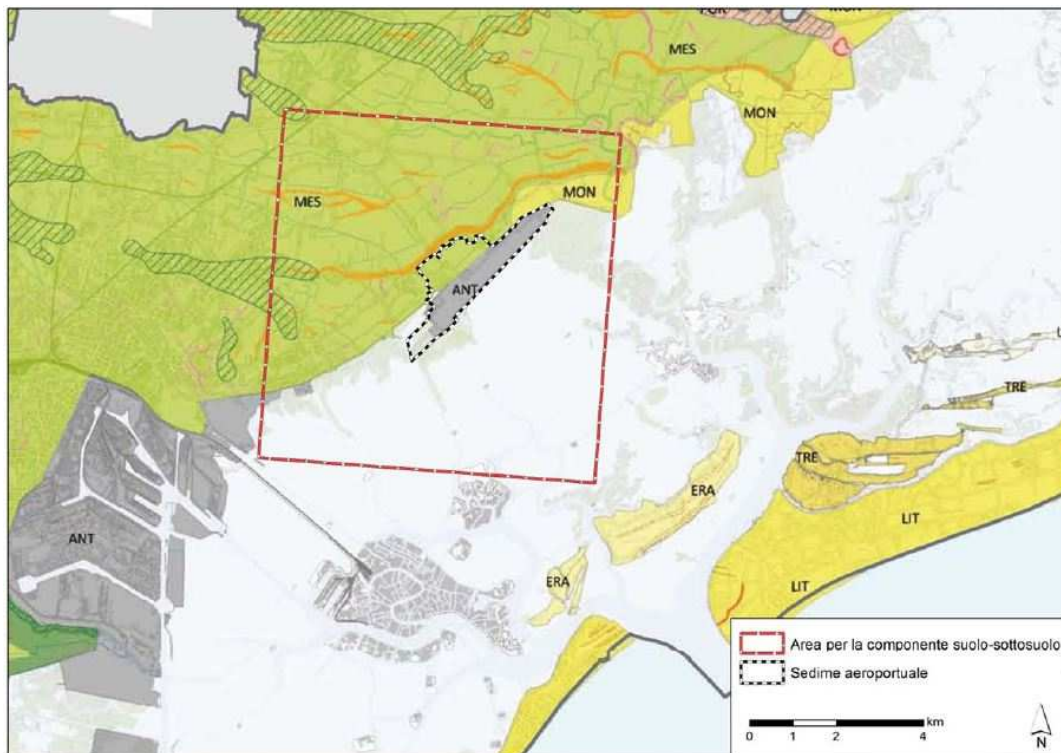 MON
MES
MON
MES
MON
ANT
TRE
TRE
ERA
LIT
ANT
ERA
LIT
Area per la componente suolo-sottosuolo
Sedime aeroportuale
km
0 1 2 4
N